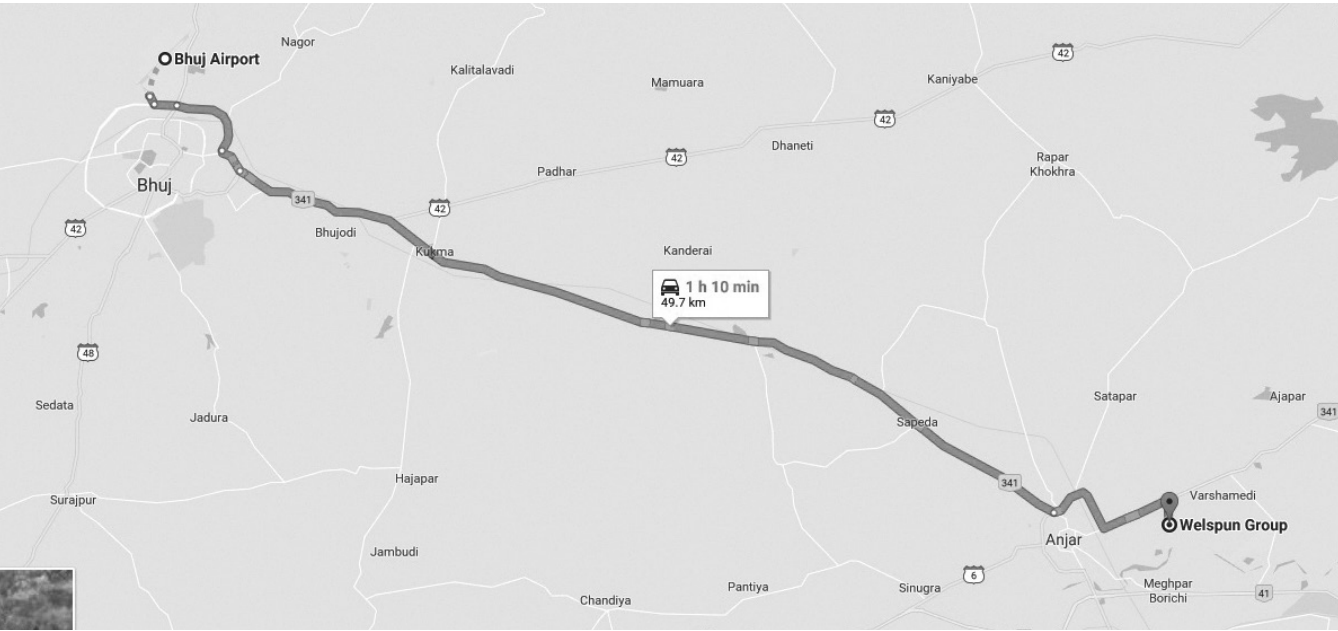 Nagor
Bhuj Airport
42
Kalitalavadi
Mamuara
Kaniyabe
42
Dhaneti
42
Rapar
Khokhra
Padhar
Bhuj
341
42
42
Bhujodi
Kukma
Kanderai
1 h 10 min
49.7 km
48
Sedata
Jadura
Satapar
Ajapar
341
Sapeda
Hajapar
341
Surajpur
Varshamedi
Welspun Group
Anjar
Jambudi
6
Pantiya
Sinugra
Meghpar
Borichi
41
Chandiya